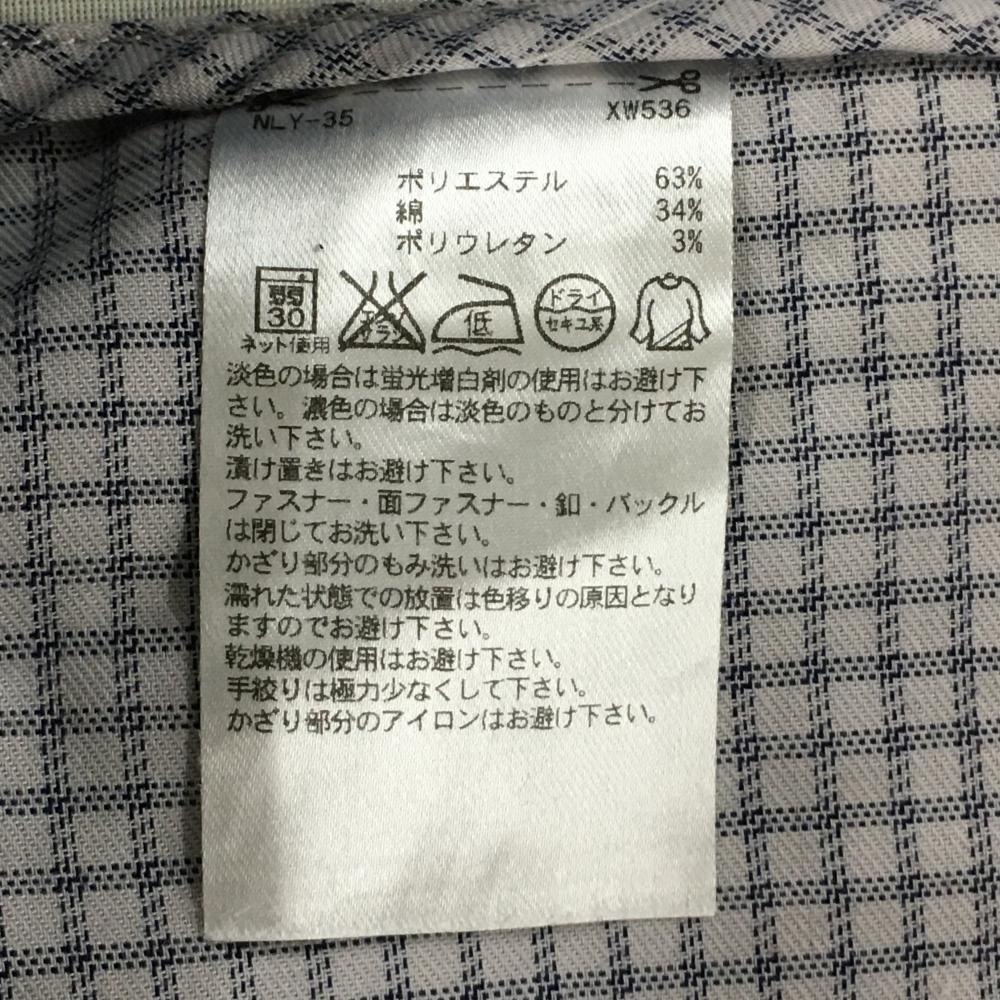 NLY-35 XW536
ポリエステル 63%
綿 34%
ポリウレタン 3%
弱 ドライ
30 エンソ サラシ 低 セキユ系
ネット使用
淡色の場合は蛍光増白剤の使用はお避け下
さい。濃色の場合は淡色のものと分けてお
洗い下さい。
漬け置きはお避け下さい。
ファスナー・面ファスナー・釦・バックル
は閉じてお洗い下さい。
かざり部分のもみ洗いはお避け下さい。
濡れた状態での放置は色移りの原因となり
ますのでお避け下さい。
乾燥機の使用はお避け下さい。
手絞りは極力少なくして下さい。
かざり部分のアイロンはお避け下さい。